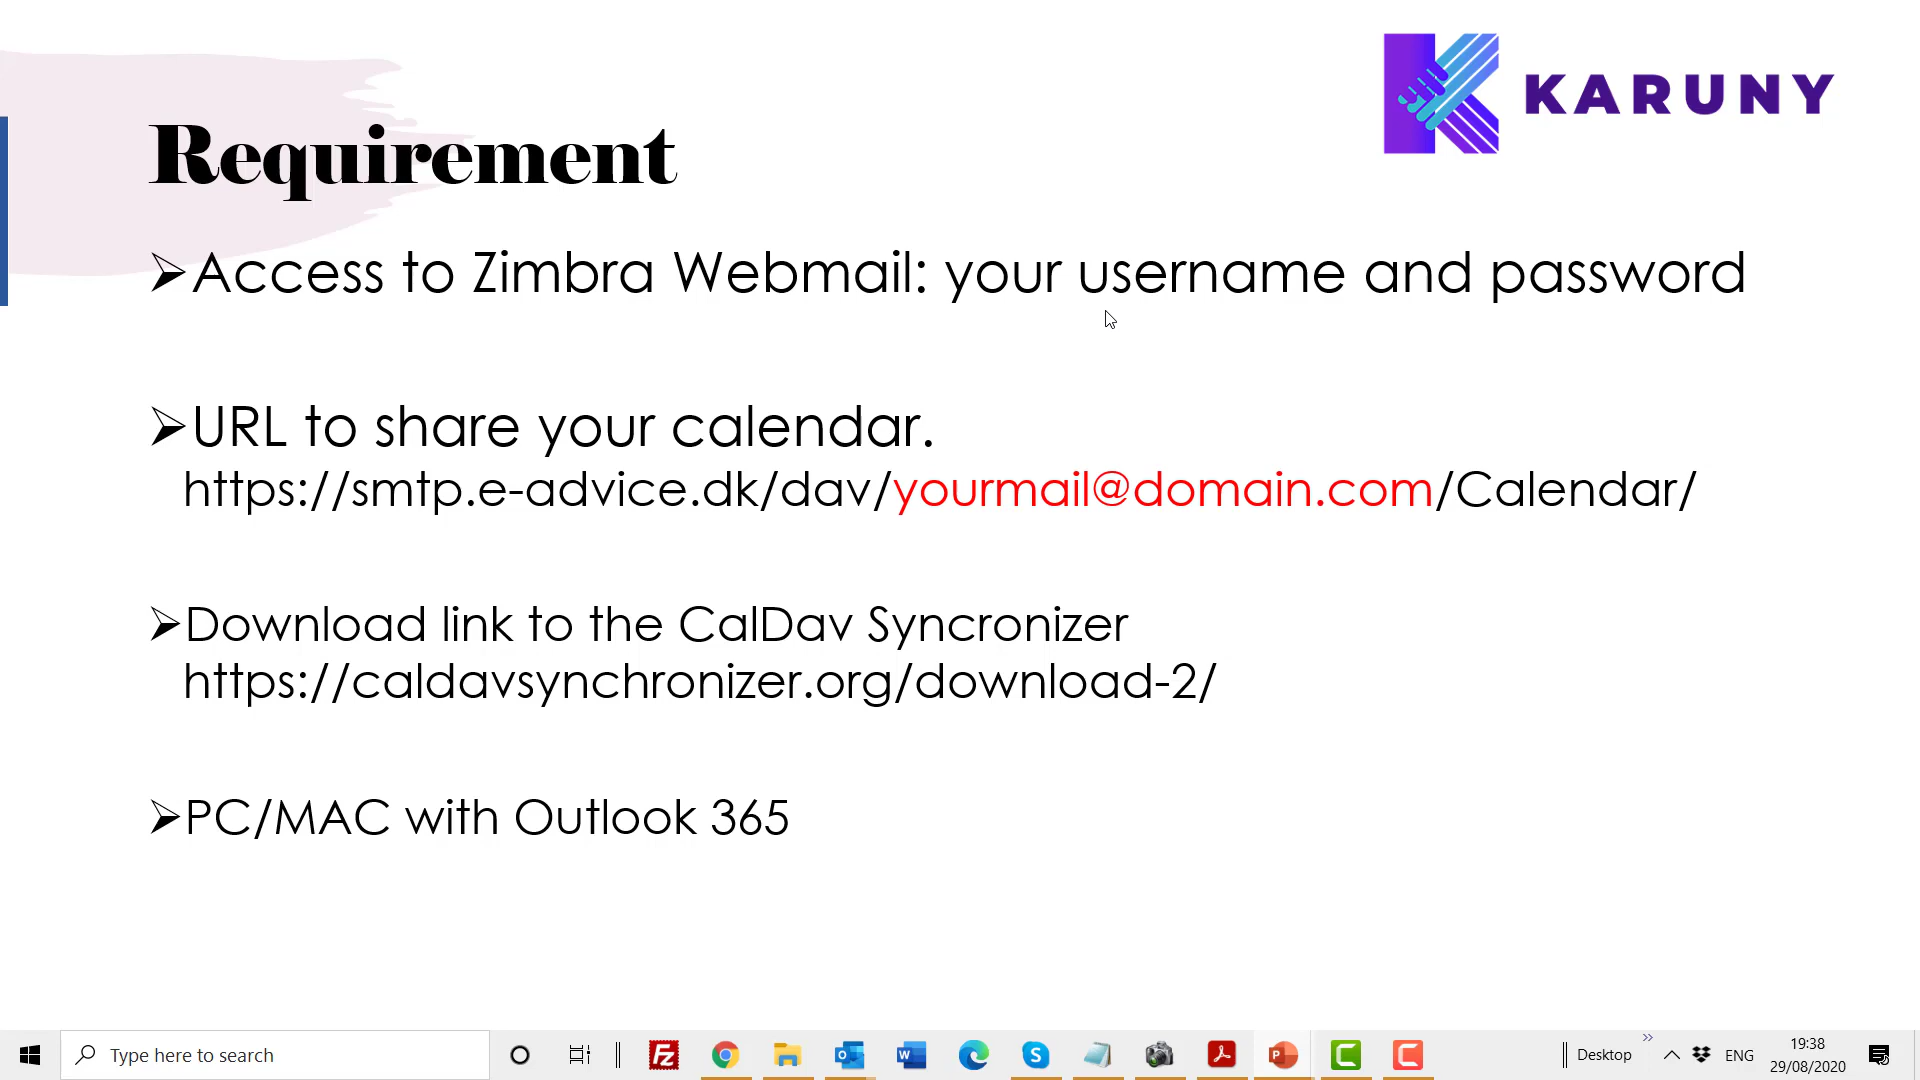 KARUNY
Requirement
➢Access to Zimbra Webmail: your username and password
➢URL to share your calendar.
https://smtp.e-advice.dk/dav/yourmail@domain.com/Calendar/
➢Download link to the CalDav Syncronizer
https://caldavsynchronizer.org/download-2/
➢PC/MAC with Outlook 365
Type here to search
Desktop
ENG
19:38
29/08/2020